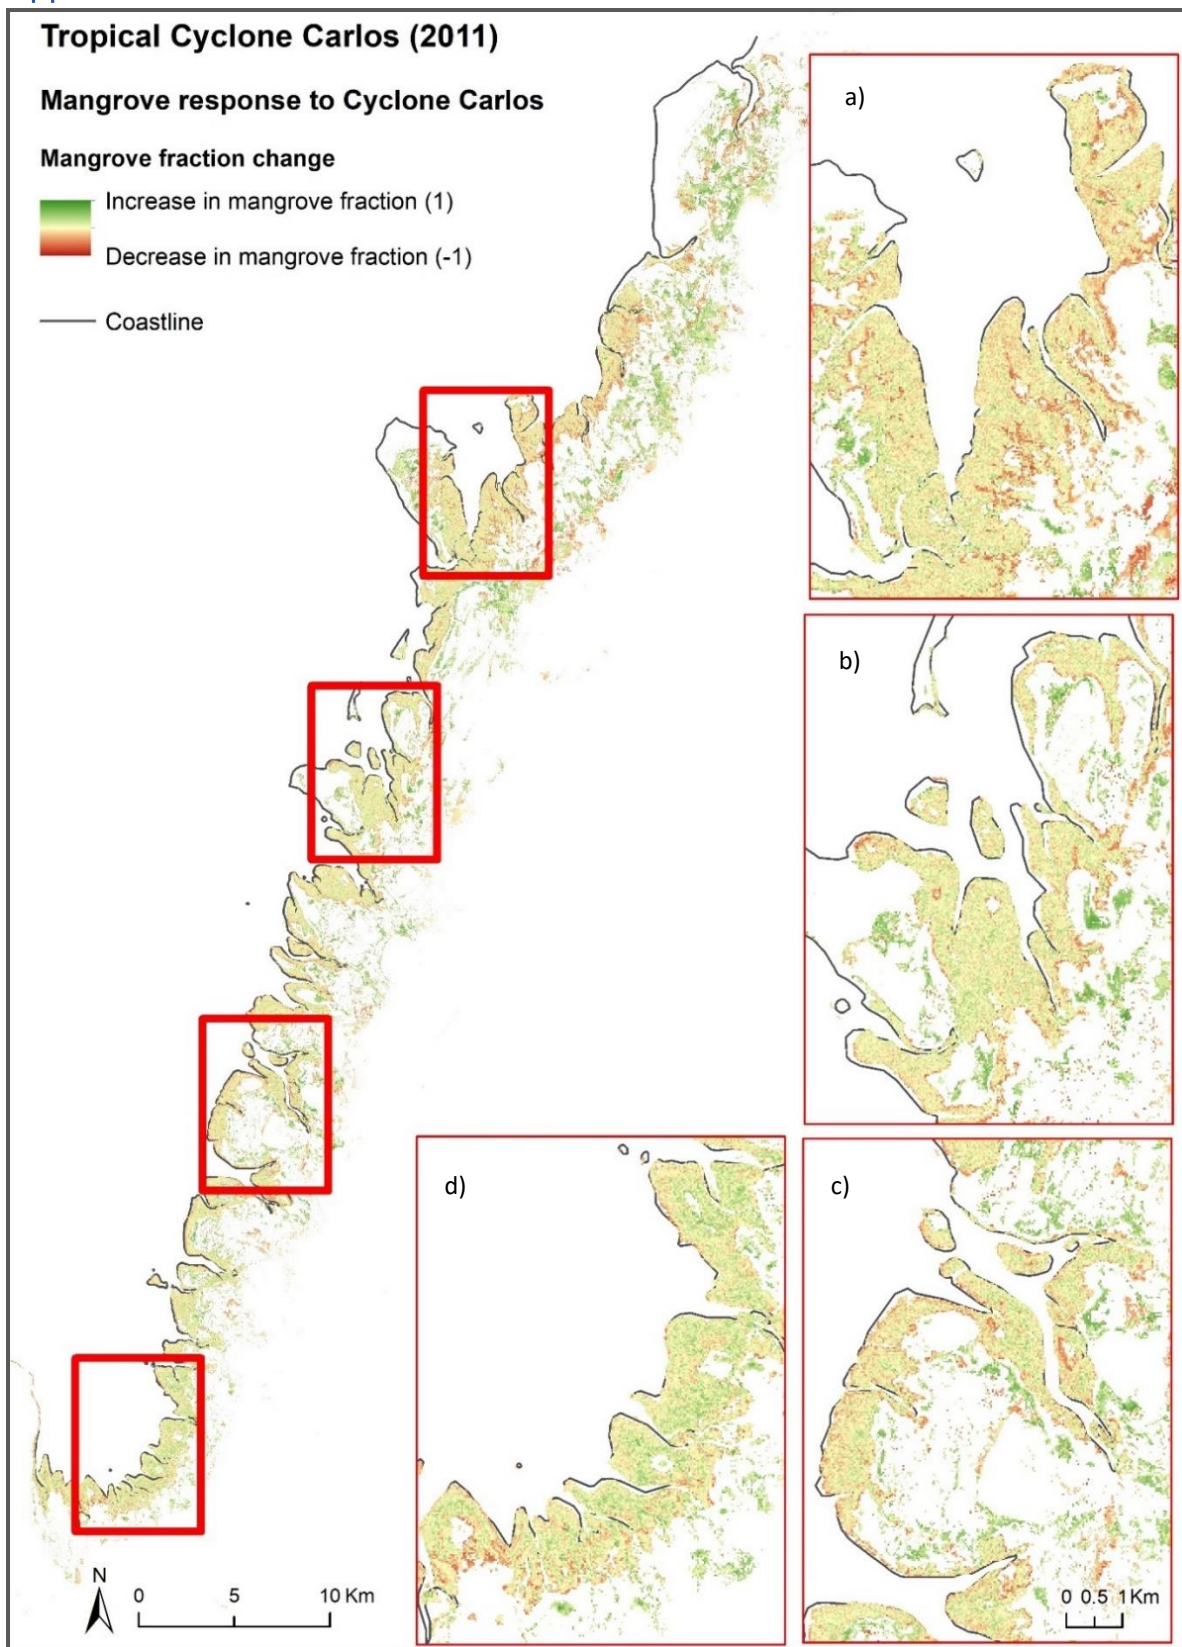 Tropical Cyclone Carlos (2011)
Mangrove response to Cyclone Carlos
Mangrove fraction change
Increase in mangrove fraction (1)
Decrease in mangrove fraction (-1)
Coastline
a)
b)
c)
d)
N
0 5 10 Km
0 0.5 1 Km